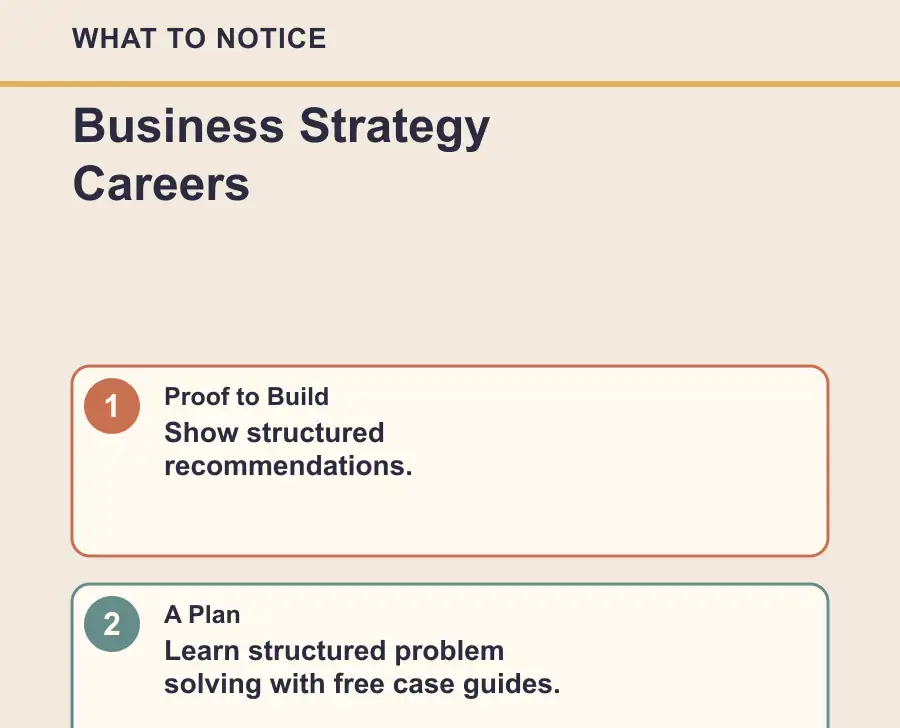 WHAT TO NOTICE
Business Strategy
Careers
1
Proof to Build
Show structured
recommendations.
2
A Plan
Learn structured problem
solving with free case guides.